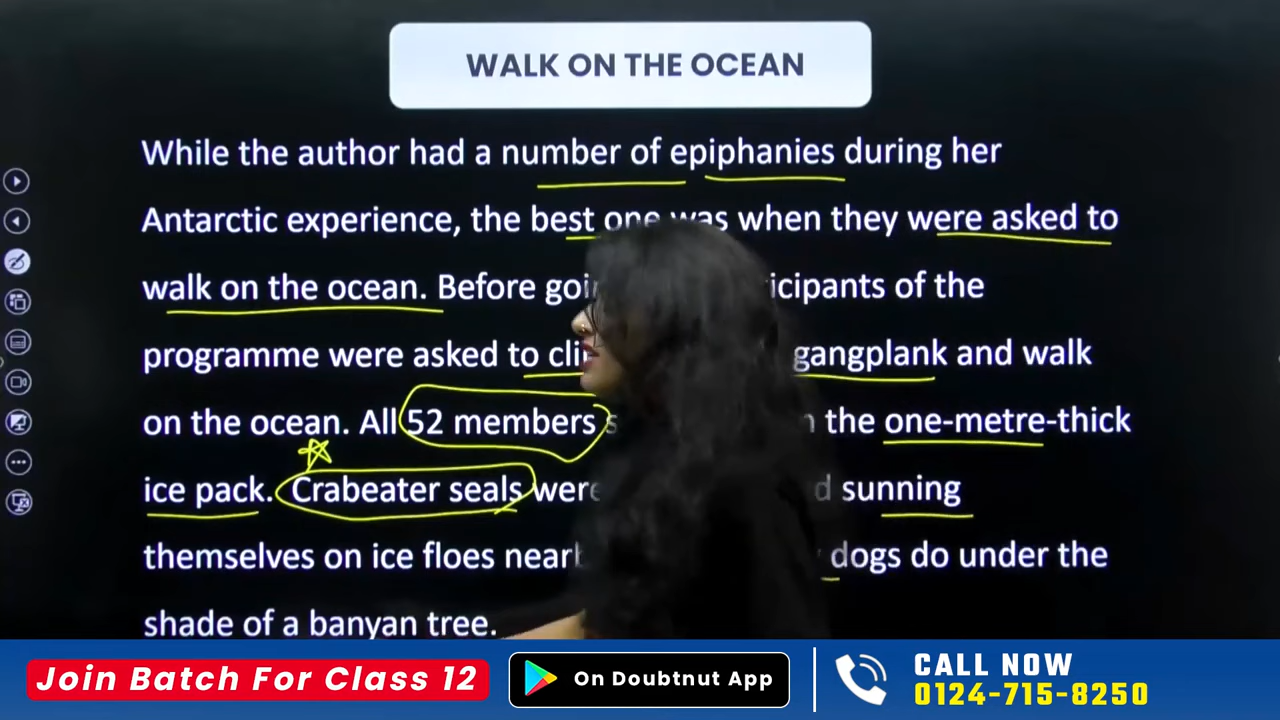 WALK ON THE OCEAN
While the author had a number of epiphanies during her
Antarctic experience, the best one was when they were asked to
walk on the ocean. Before of the
programme were asked to gangplank and walk
on the ocean. All 52 members the one-metre-thick
ice pack. Crabeater seals were sunning
themselves on ice floes dogs do under the
shade of a banyan tree.
Join Batch For Class 12
On Doubtnut App
CALL NOW
0124-715-8250